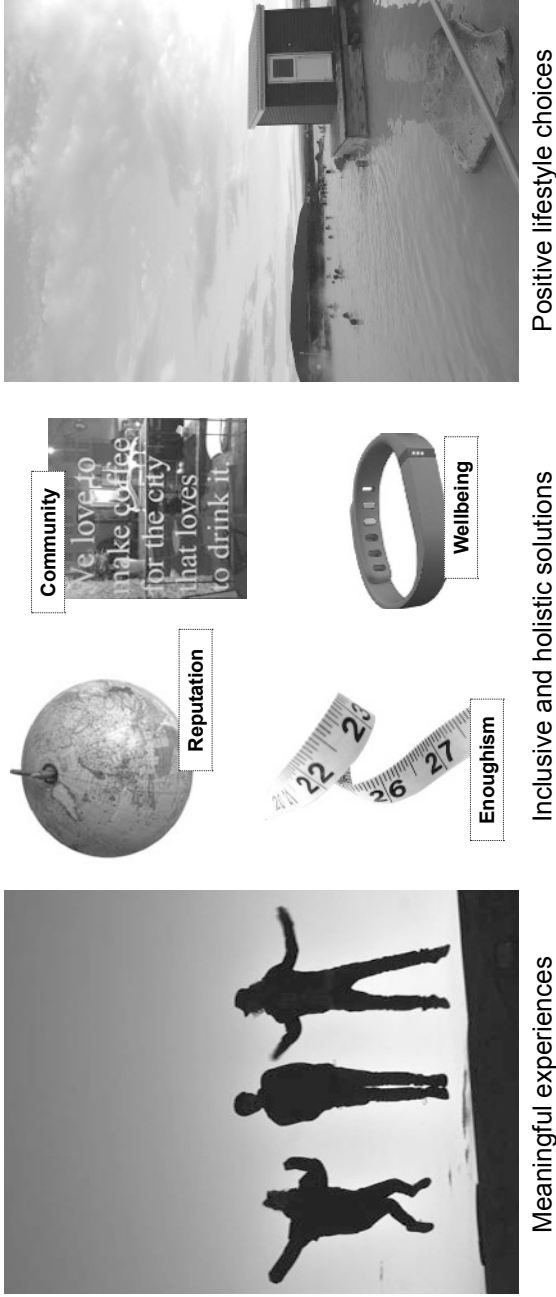 Reputation
Community
Ve love to
make coffee
for the city
that loves
to drink it.
22
23
26
27
Enoughism
Wellbeing
Meaningful experiences
Inclusive and holistic solutions
Positive lifestyle choices